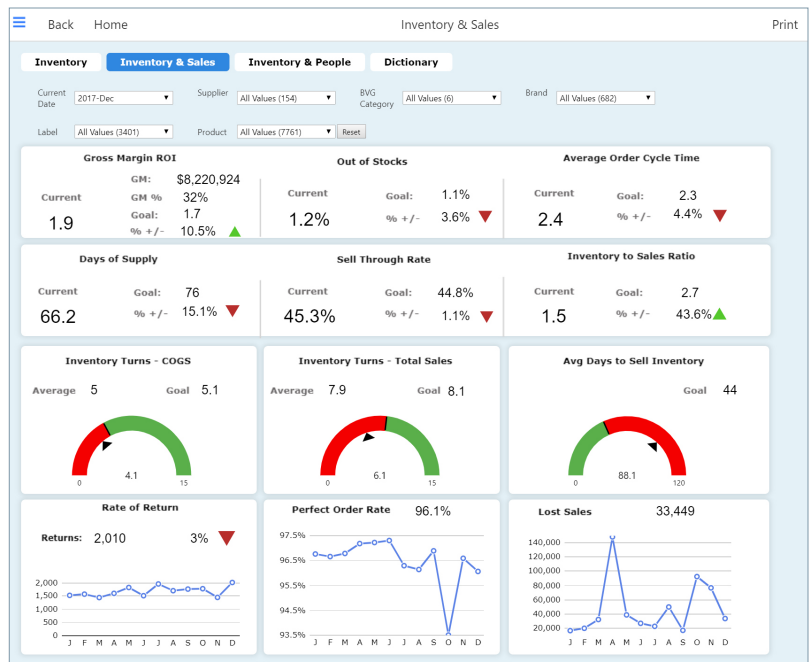 Back Home Inventory & Sales Print
Inventory Inventory & Sales Inventory & People Dictionary
Current Date 2017-Dec Supplier All Values (154) BVG Category All Values (6) Brand All Values (682)
Label All Values (3401) Product All Values (7761) Reset
Gross Margin ROI
GM: $8,220,924
Current GM % 32%
1.9 Goal: 1.7
% +/- 10.5%
Out of Stocks
Current Goal: 1.1%
1.2% % +/- 3.6%
Average Order Cycle Time
Current Goal: 2.3
2.4 % +/- 4.4%
Days of Supply
Current Goal: 76
66.2 % +/- 15.1%
Sell Through Rate
Current Goal: 44.8%
45.3% % +/- 1.1%
Inventory to Sales Ratio
Current Goal: 2.7
1.5 % +/- 43.6%
Inventory Turns - COGS
Average 5 Goal 5.1
4.1
0 15
Inventory Turns - Total Sales
Average 7.9 Goal 8.1
6.1
0 15
Avg Days to Sell Inventory
Goal 44
88.1
0 120
Rate of Return
Returns: 2,010 3%
2,000
1,500
1,000
500
0
J F M A M J J A S O N D
Perfect Order Rate 96.1%
97.5%
96.5%
95.5%
94.5%
93.5%
J F M A M J J A S O N D
Lost Sales 33,449
140,000
120,000
100,000
80,000
60,000
40,000
20,000
J F M A M J J A S O N D